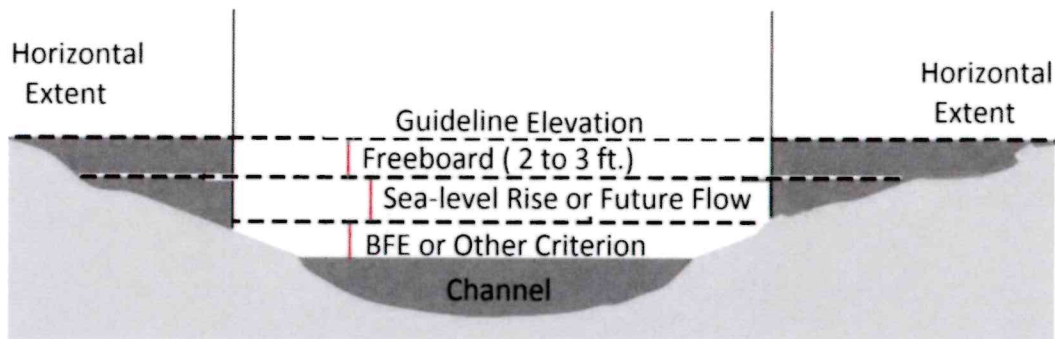 Horizontal
Extent
Horizontal
Extent
Guideline Elevation
Freeboard ( 2 to 3 ft.)
Sea-level Rise or Future Flow
BFE or Other Criterion
Channel